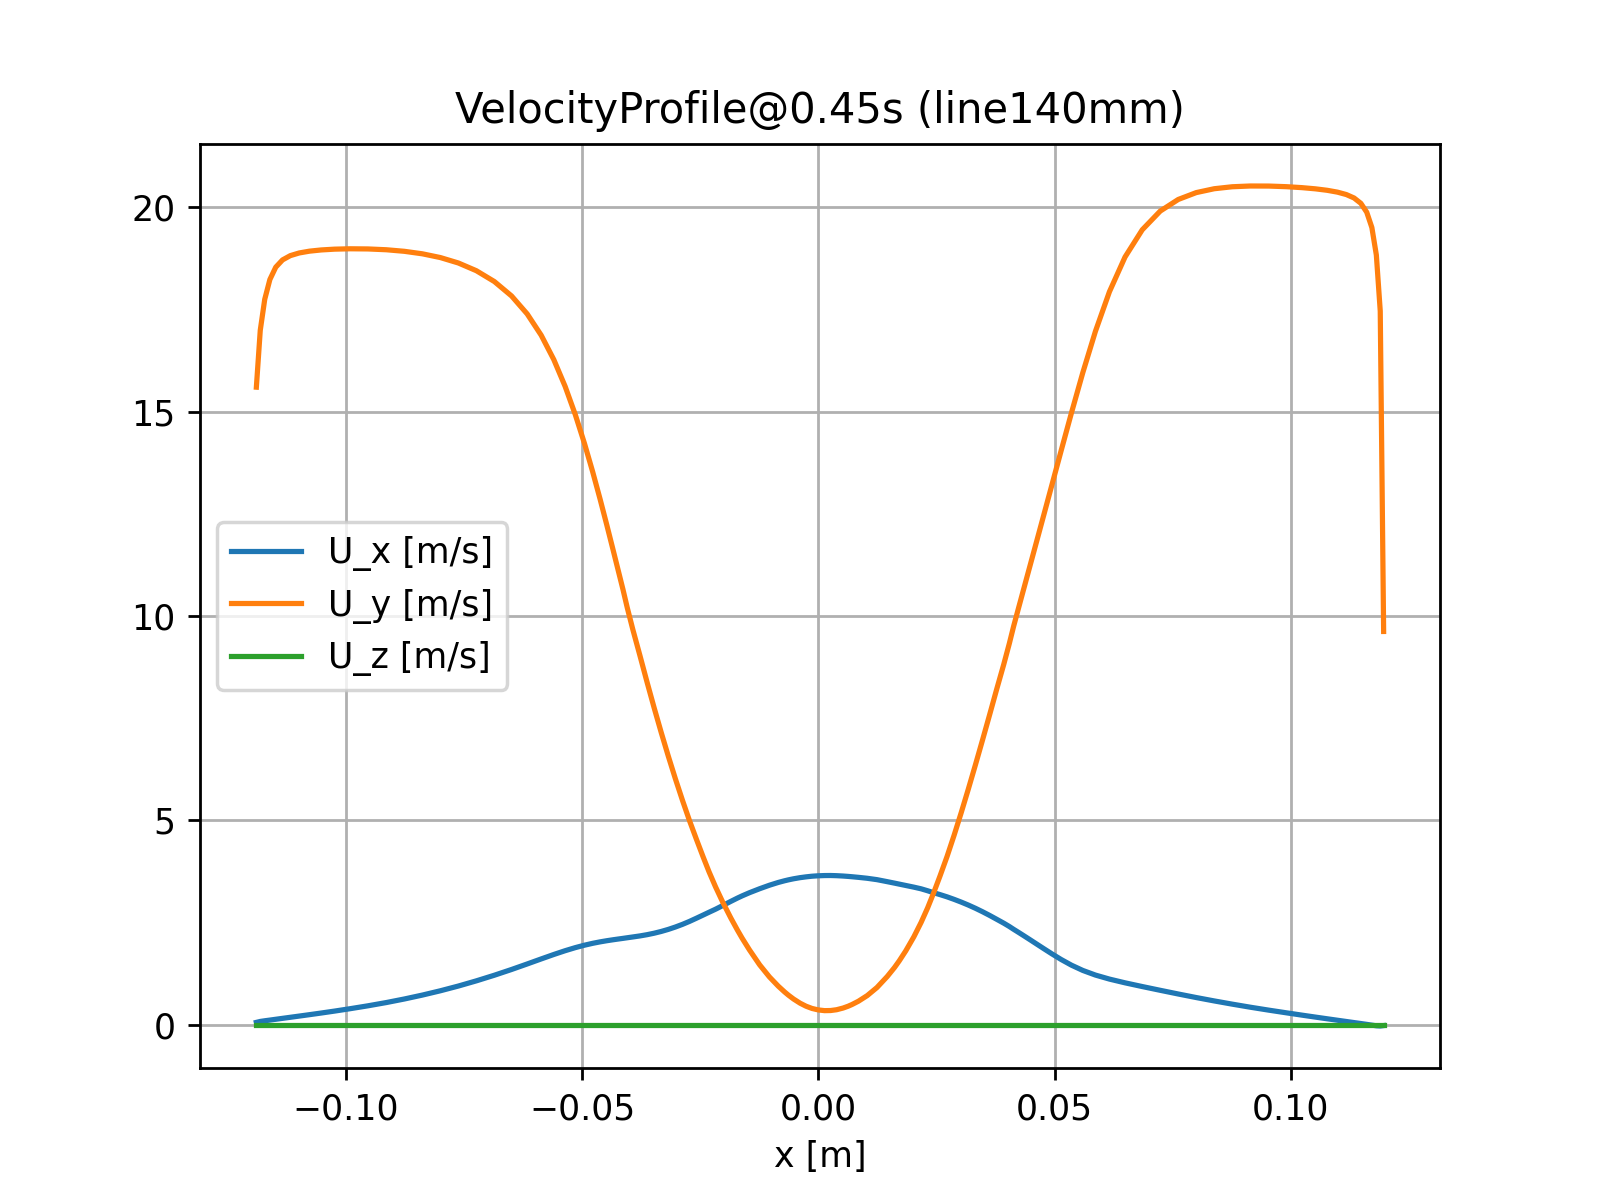 VelocityProfile@0.45s (line140mm)
20
15
10
5
0
U_x [m/s]
U_y [m/s]
U_z [m/s]
−0.10
−0.05
0.00
0.05
0.10
x [m]